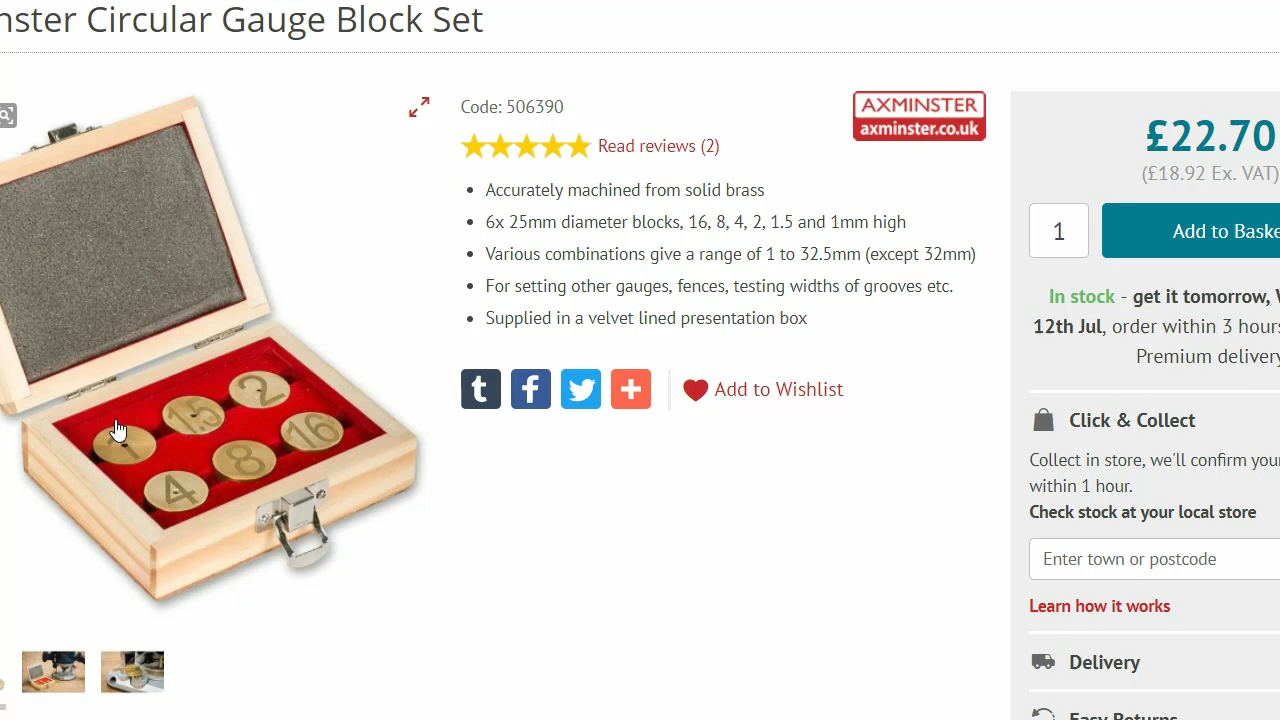 nster Circular Gauge Block Set
Code: 506390
AXMINSTER
axminster.co.uk
Read reviews (2)
Accurately machined from solid brass
6x 25mm diameter blocks, 16, 8, 4, 2, 1.5 and 1mm high
Various combinations give a range of 1 to 32.5mm (except 32mm)
For setting other gauges, fences, testing widths of grooves etc.
Supplied in a velvet lined presentation box
t f +
Add to Wishlist
2
1.5
1
16
8
4
£22.70
(£18.92 Ex. VAT)
1
Add to Baske
In stock - get it tomorrow, W
12th Jul, order within 3 hours
Premium delivery
Click & Collect
Collect in store, we'll confirm your
within 1 hour.
Check stock at your local store
Enter town or postcode
Learn how it works
Delivery
Easy Returns